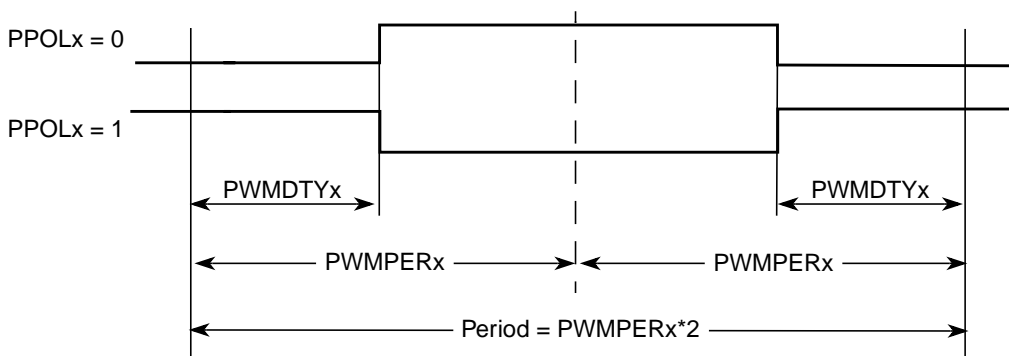 PPOLx = 0
PPOLx = 1
PWMDTYx
PWMDTYx
PWMPERx
PWMPERx
Period = PWMPERx*2